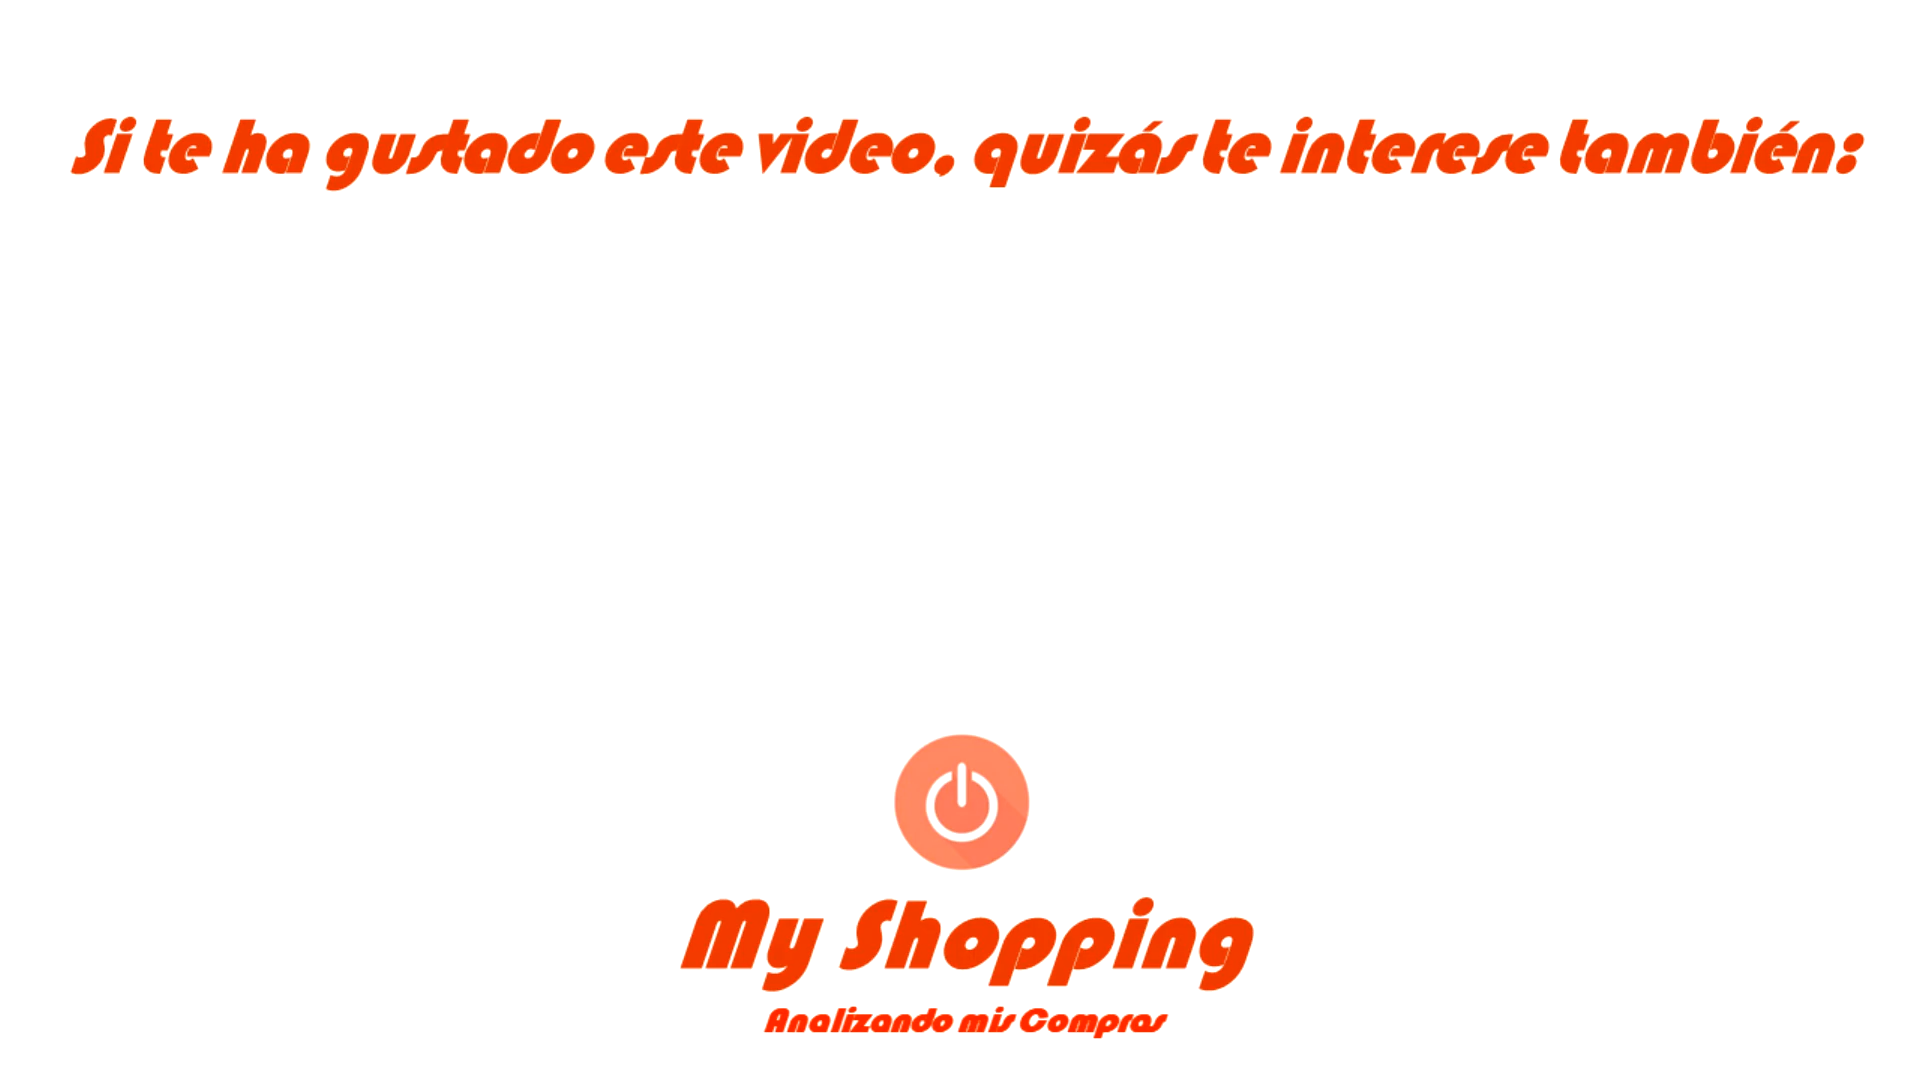 Si te ha gustado este video, quizás te interese también:
My Shopping
Analizando mis Compras